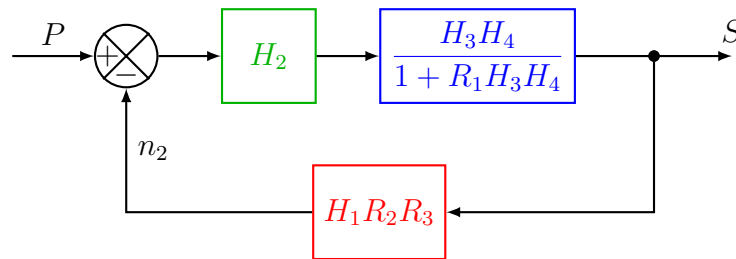 P
S
+
−
H₂
H₃H₄
1 + R₁H₃H₄
n₂
H₁R₂R₃